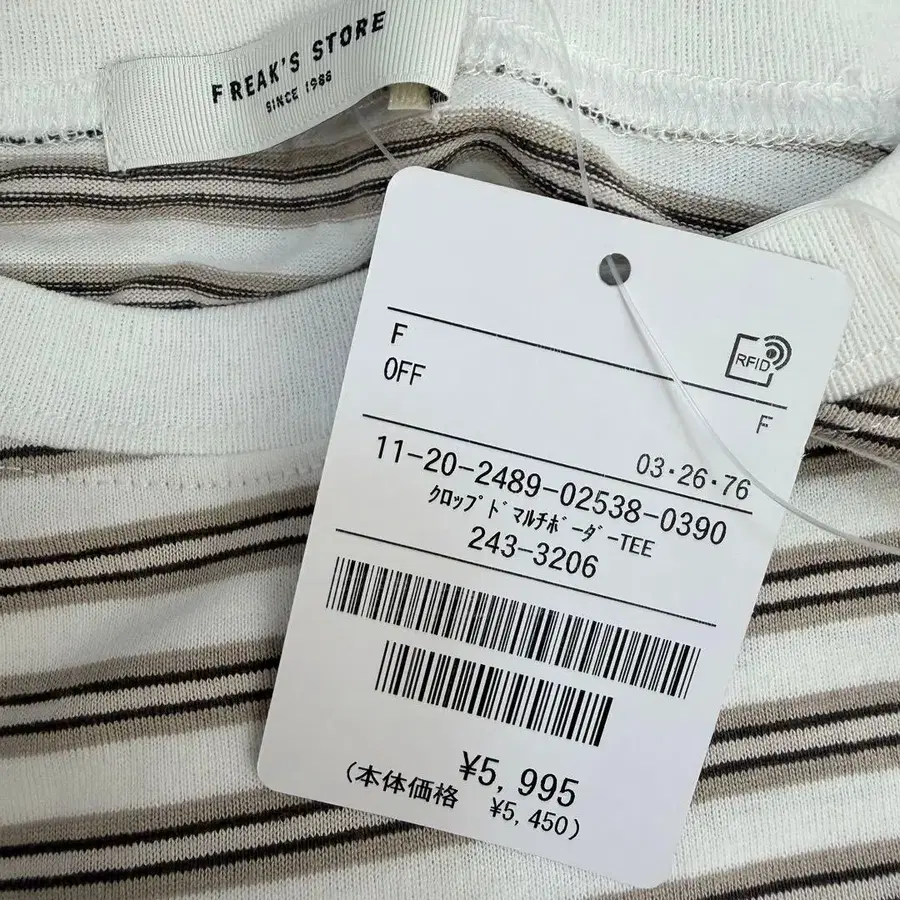 FREAK'S STORE
SINCE 1986
RFID
F
OFF
F
03・26・76
11-20-2489-02538-0390
ｸﾛｯﾌﾟﾄﾞﾏﾙﾁﾎﾞｰﾀﾞｰTEE
243-3206
¥5,995
(本体価格 ¥5,450)